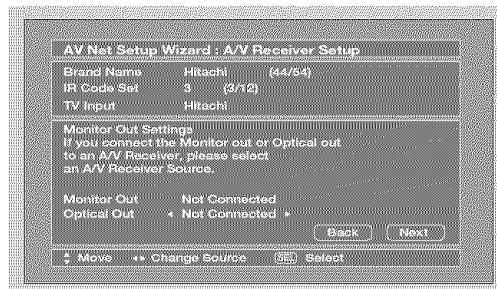 AV Net Setup Wizard : A/V Receiver Setup
Brand Name Hitachi (44/54)
IR Code Set 3 (3/12)
TV Input Hitachi
Monitor Out Settings
If you connect the Monitor out or Optical out
to an A/V Receiver, please select
an A/V Receiver Source.
Monitor Out Not Connected
Optical Out Not Connected
Back Next
Move Change Source SEL Select